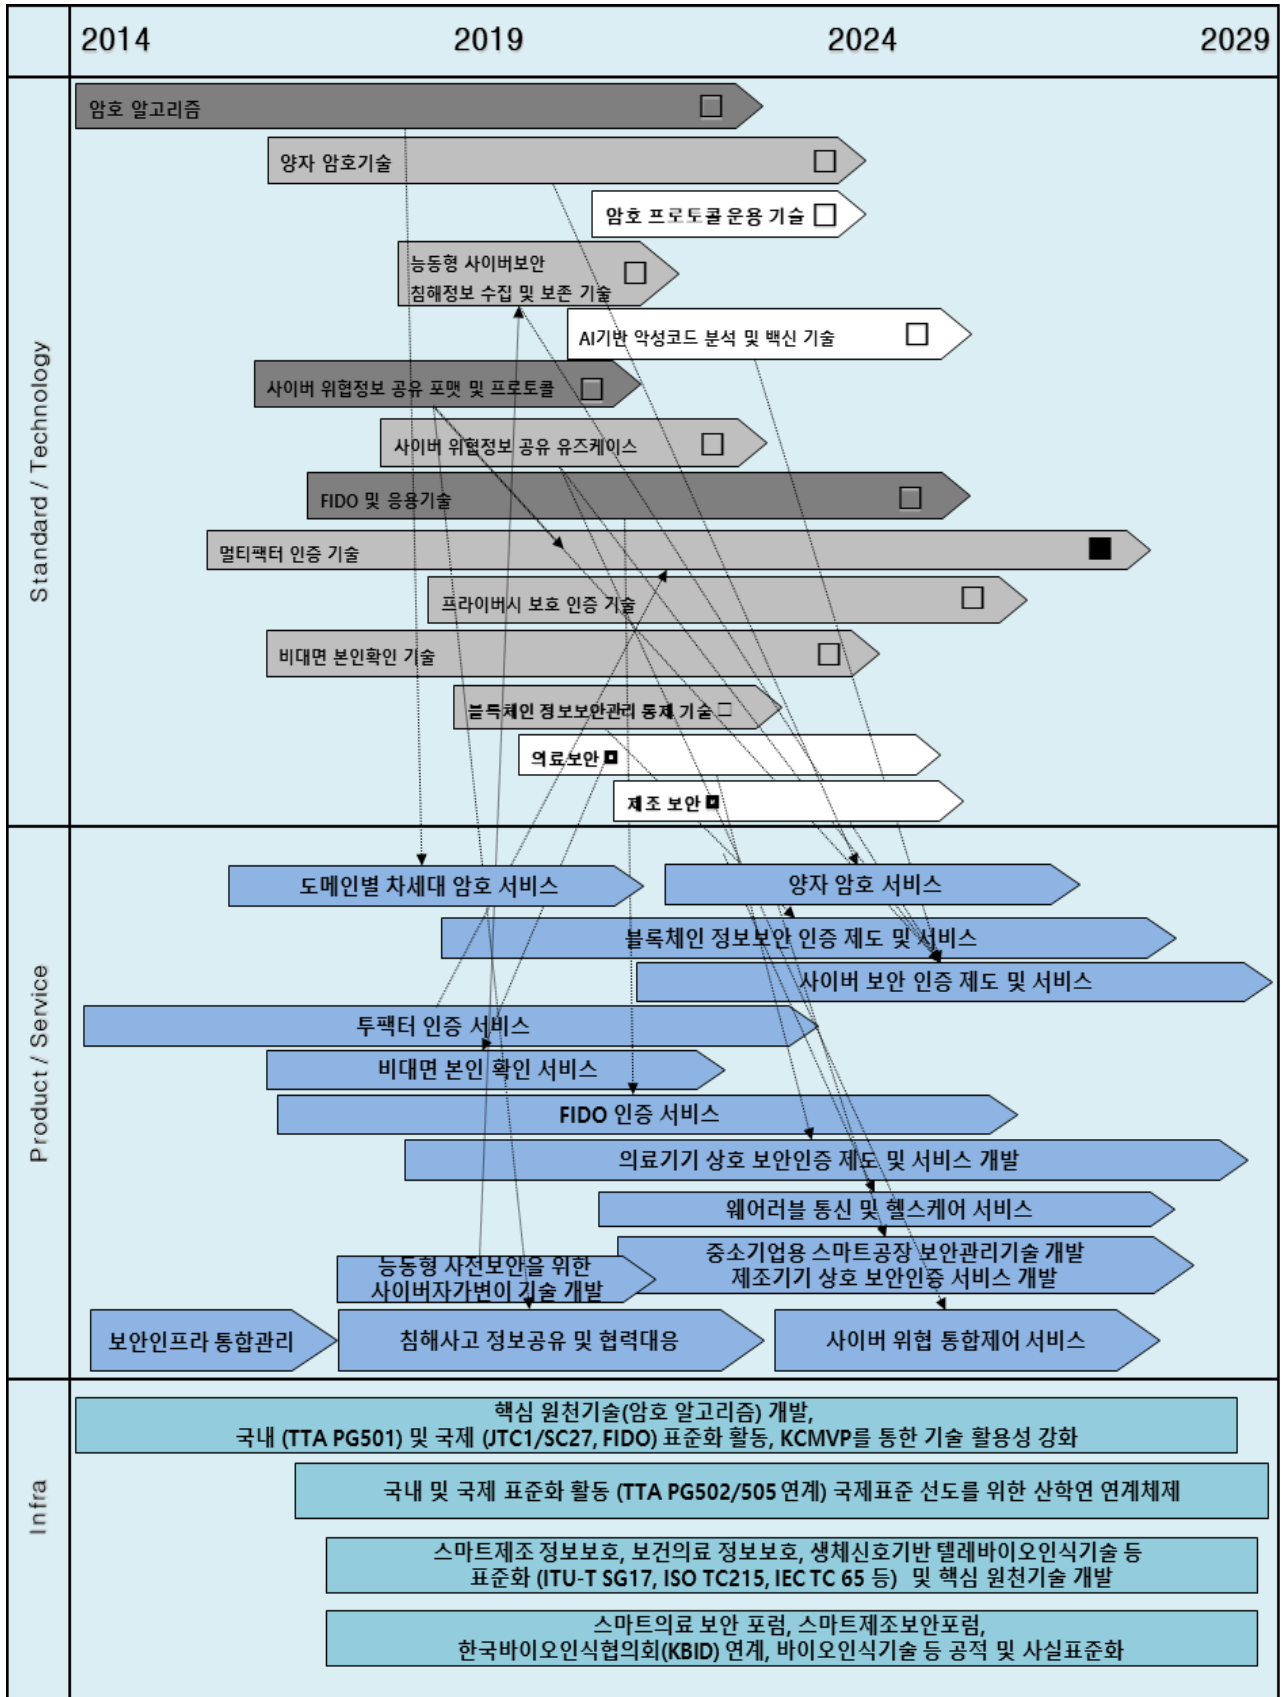 2014 2019 2024 2029
Standard / Technology
암호 알고리즘
양자 암호기술
암호 프로토콜 운용 기술
능동형 사이버보안
침해정보 수집 및 보존 기술
AI기반 악성코드 분석 및 백신 기술
사이버 위협정보 공유 포맷 및 프로토콜
사이버 위협정보 공유 유즈케이스
FIDO 및 응용기술
멀티팩터 인증 기술
프라이버시 보호 인증 기술
비대면 본인확인 기술
블록체인 정보보안관리 통제 기술
의료보안
제조 보안
Product / Service
도메인별 차세대 암호 서비스
양자 암호 서비스
블록체인 정보보안 인증 제도 및 서비스
사이버 보안 인증 제도 및 서비스
투팩터 인증 서비스
비대면 본인 확인 서비스
FIDO 인증 서비스
의료기기 상호 보안인증 제도 및 서비스 개발
웨어러블 통신 및 헬스케어 서비스
중소기업용 스마트공장 보안관리기술 개발
제조기기 상호 보안인증 서비스 개발
능동형 사전보안을 위한
사이버자가변이 기술 개발
보안인프라 통합관리
침해사고 정보공유 및 협력대응
사이버 위협 통합제어 서비스
Infra
핵심 원천기술(암호 알고리즘) 개발,
국내 (TTA PG501) 및 국제 (JTC1/SC27, FIDO) 표준화 활동, KCMVP를 통한 기술 활용성 강화
국내 및 국제 표준화 활동 (TTA PG502/505 연계) 국제표준 선도를 위한 산학연 연계체제
스마트제조 정보보호, 보건의료 정보보호, 생체신호기반 텔레바이오인식기술 등
표준화 (ITU-T SG17, ISO TC215, IEC TC 65 등) 및 핵심 원천기술 개발
스마트의료 보안 포럼, 스마트제조보안포럼,
한국바이오인식협의회(KBID) 연계, 바이오인식기술 등 공적 및 사실표준화